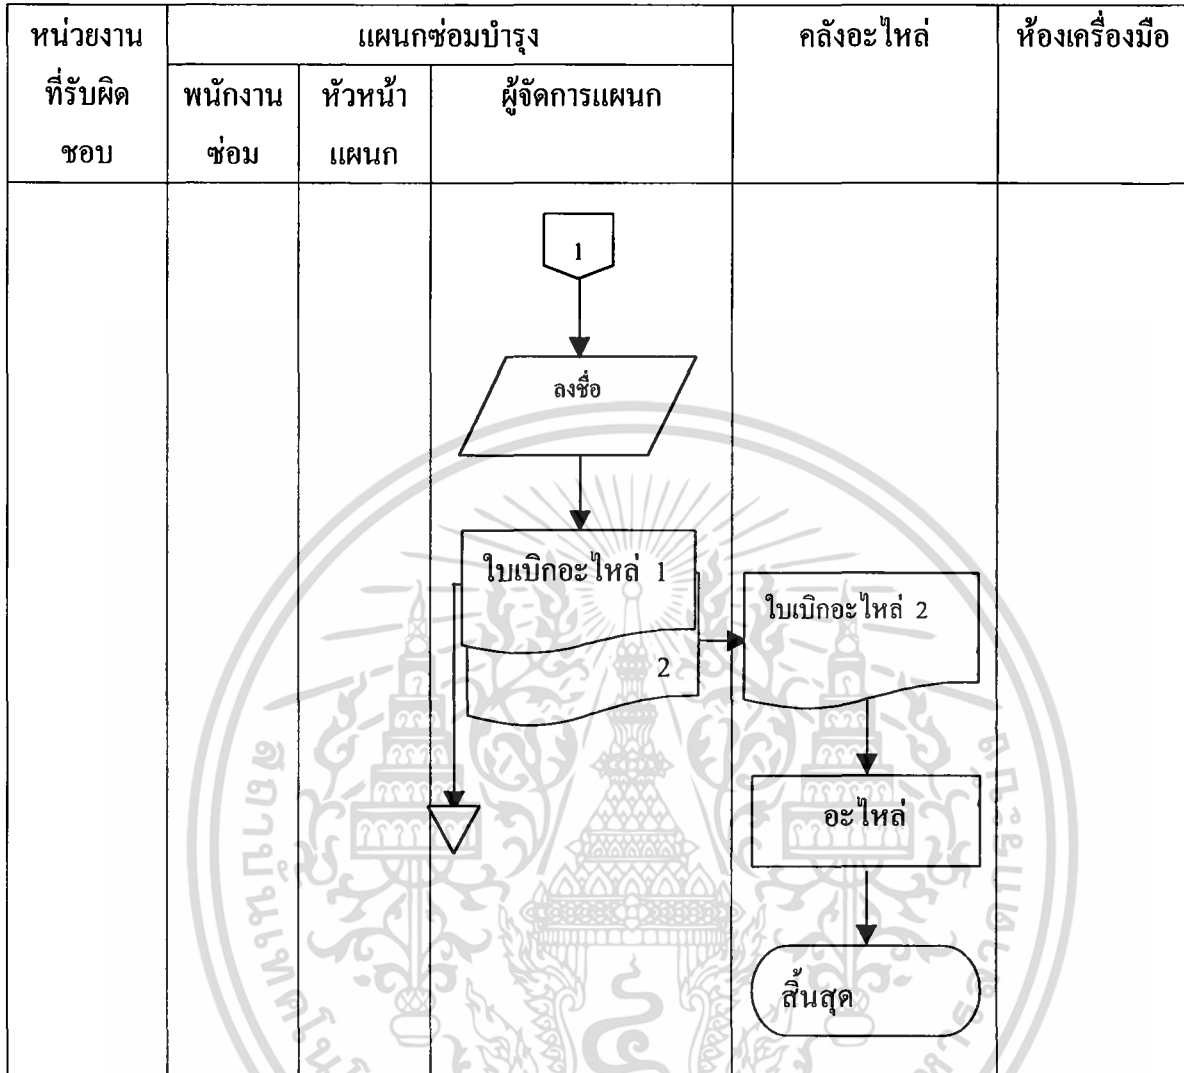 หน่วยงาน
ที่รับผิด
ชอบ
แผนกซ่อมบำรุง
พนักงาน
ซ่อม
หัวหน้า
แผนก
ผู้จัดการแผนก
คลังอะไหล่
ห้องเครื่องมือ
1
ลงชื่อ
ใบเบิกอะไหล่ 1
2
ใบเบิกอะไหล่ 2
อะไหล่
สิ้นสุด